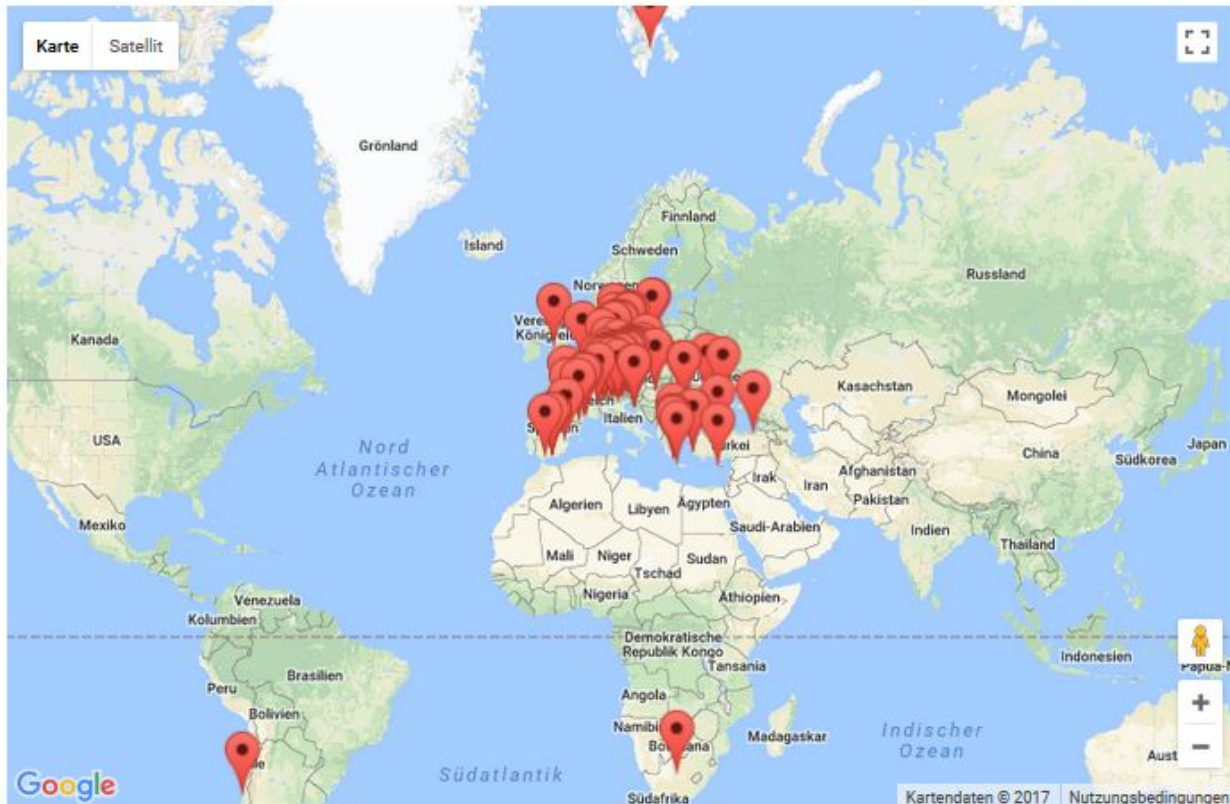 Karte Satellit
Grönland
Finnland
Island
Schweden
Russland
Norwegen
Kanada
Kasachstan
Mongolei
Italien
USA
Nord
Atlantischer
Ozean
China
Japan
Südkorea
Afghanistan
Irak
Iran
Pakistan
Algerien
Libyen
Ägypten
Saudi-Arabien
Indien
Mexiko
Mali
Niger
Sudan
Thailand
Tschad
Nigeria
Äthiopien
Venezuela
Kolumbien
Demokratische
Republik Kongo
Indonesien
Tansania
Peru
Brasilien
Angola
Bolivien
Madagaskar
Indischer
Ozean
Südatlantik
Südafrika
Google
Kartendaten © 2017 Nutzungsbedingungen